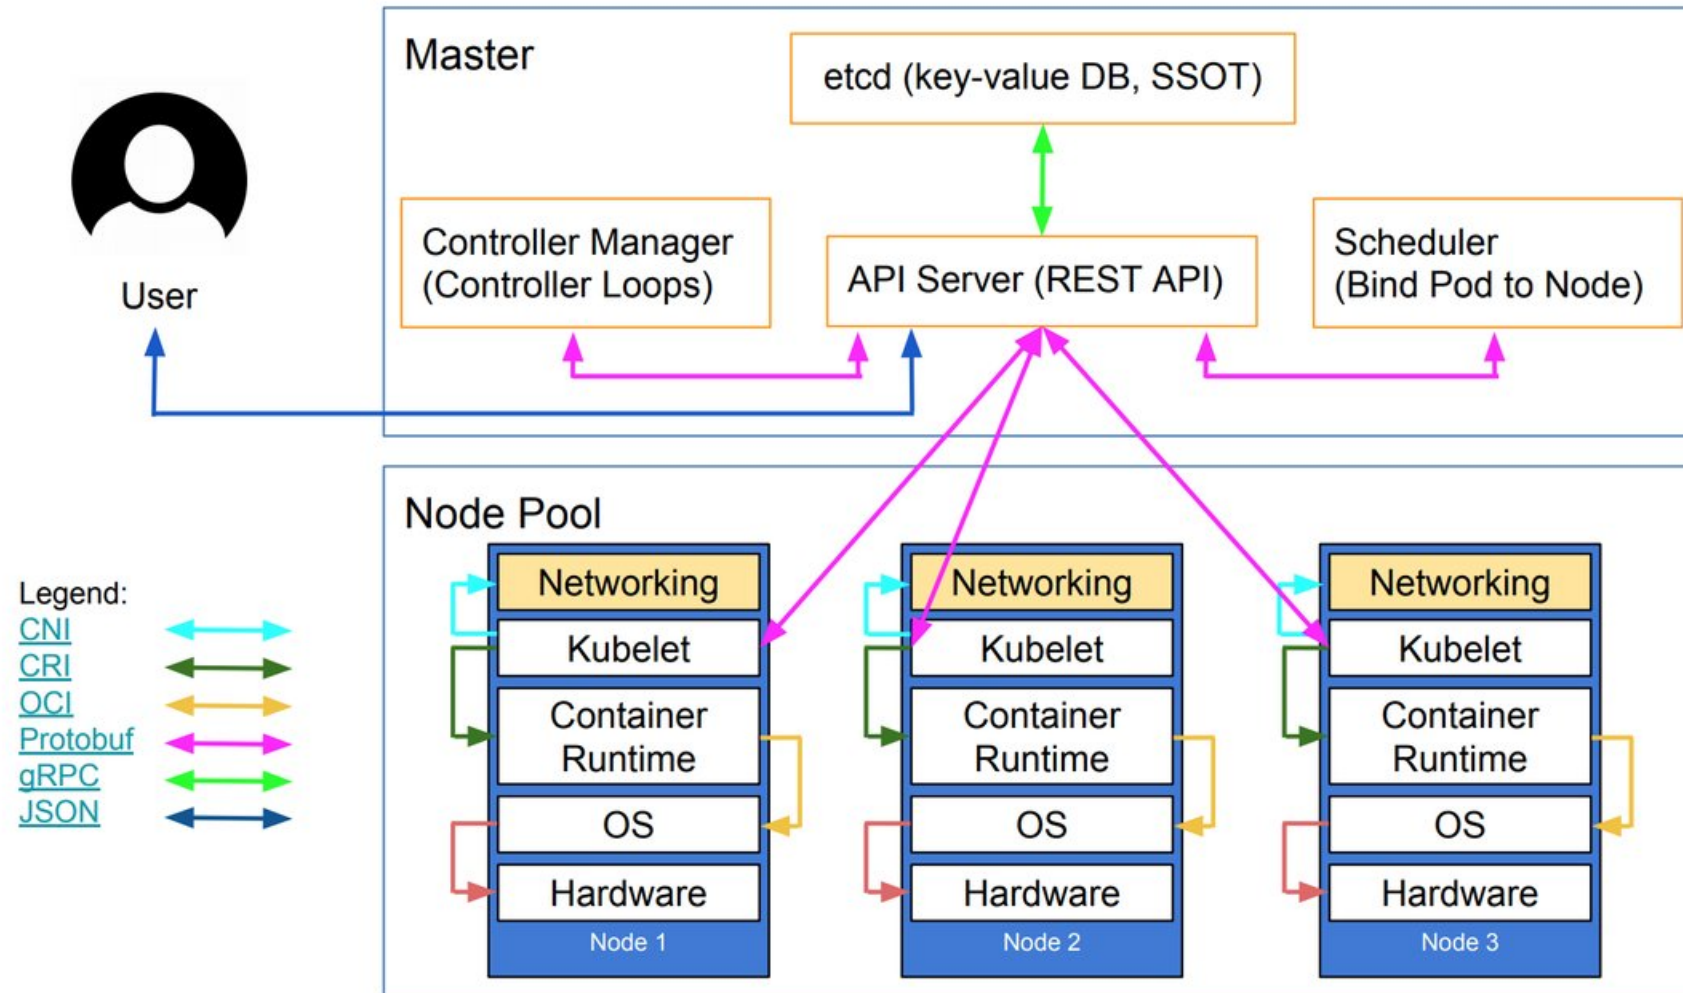 Master
etcd (key-value DB, SSOT)
Controller Manager
(Controller Loops)
API Server (REST API)
Scheduler
(Bind Pod to Node)
User
Node Pool
Legend:
CNI
CRI
OCI
Protobuf
gRPC
JSON
Networking
Kubelet
Container
Runtime
OS
Hardware
Node 1
Networking
Kubelet
Container
Runtime
OS
Hardware
Node 2
Networking
Kubelet
Container
Runtime
OS
Hardware
Node 3